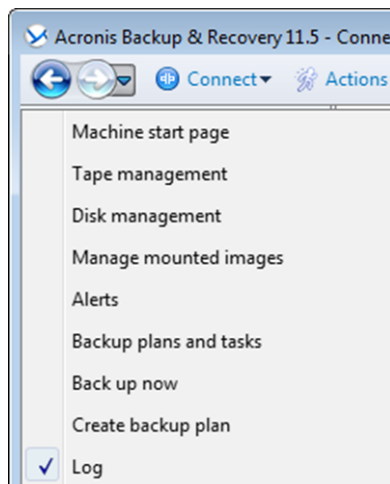 Acronis Backup & Recovery 11.5 - Conne
Connect Actions
Machine start page
Tape management
Disk management
Manage mounted images
Alerts
Backup plans and tasks
Back up now
Create backup plan
Log